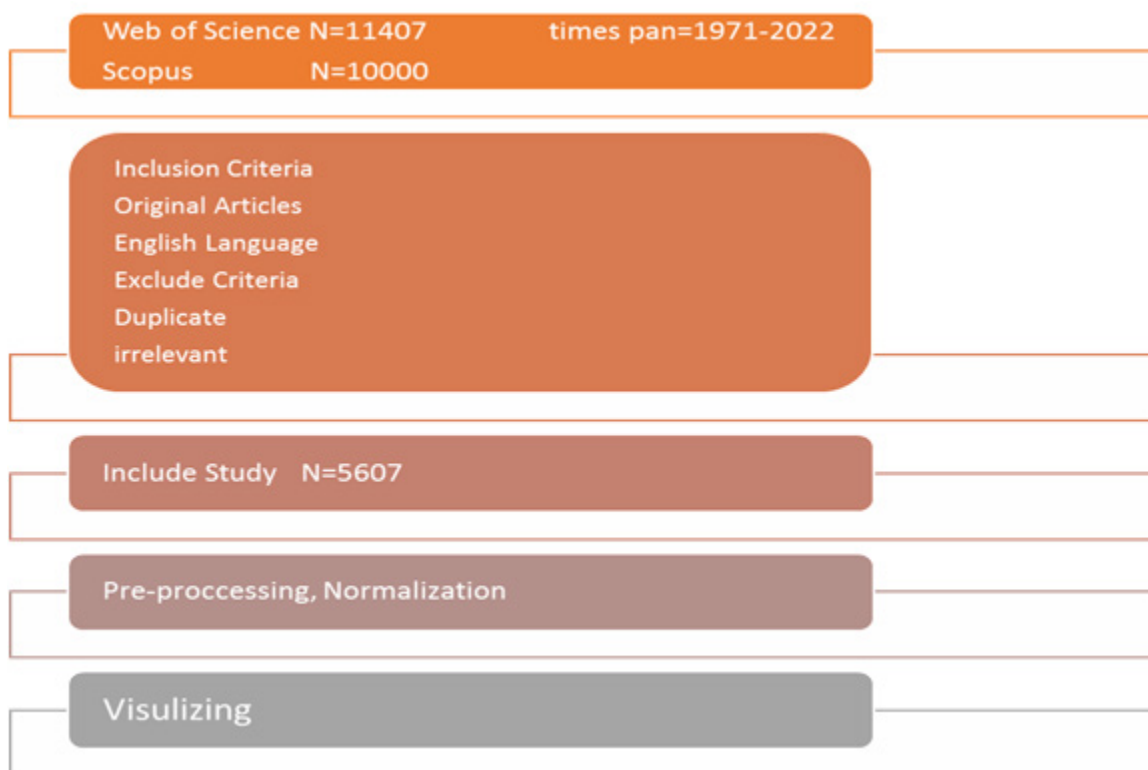 Web of Science N=11407 times pan=1971-2022
Scopus N=10000
Inclusion Criteria
Original Articles
English Language
Exclude Criteria
Duplicate
irrelevant
Include Study N=5607
Pre-proccessing, Normalization
Visulizing